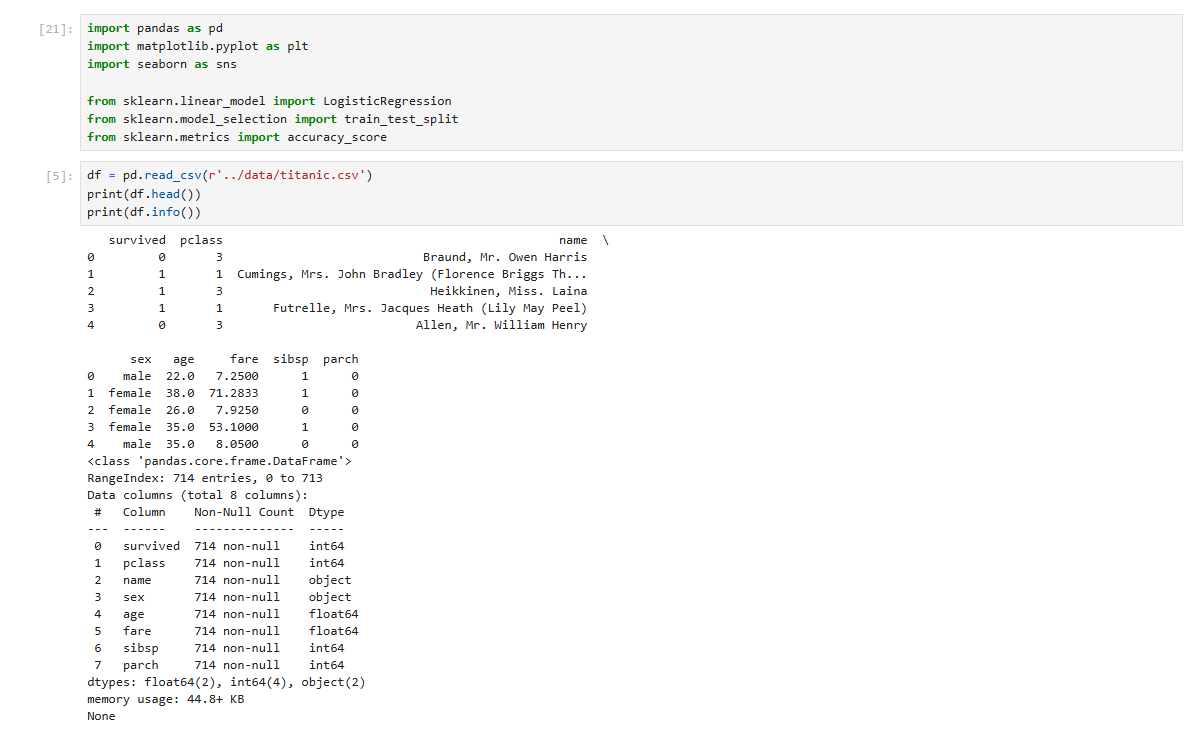 [21]:
import pandas as pd
import matplotlib.pyplot as plt
import seaborn as sns
from sklearn.linear_model import LogisticRegression
from sklearn.model_selection import train_test_split
from sklearn.metrics import accuracy_score
[5]:
df = pd.read_csv(r'../data/titanic.csv')
print(df.head())
print(df.info())
   survived  pclass                                               name  \
0         0       3                            Braund, Mr. Owen Harris
1         1       1  Cumings, Mrs. John Bradley (Florence Briggs Th...
2         1       3                             Heikkinen, Miss. Laina
3         1       1       Futrelle, Mrs. Jacques Heath (Lily May Peel)
4         0       3                           Allen, Mr. William Henry
      sex   age     fare  sibsp  parch
0    male  22.0   7.2500      1      0
1  female  38.0  71.2833      1      0
2  female  26.0   7.9250      0      0
3  female  35.0  53.1000      1      0
4    male  35.0   8.0500      0      0
<class 'pandas.core.frame.DataFrame'>
RangeIndex: 714 entries, 0 to 713
Data columns (total 8 columns):
 #   Column    Non-Null Count  Dtype
---  ------    --------------  -----
 0   survived  714 non-null    int64
 1   pclass    714 non-null    int64
 2   name      714 non-null    object
 3   sex       714 non-null    object
 4   age       714 non-null    float64
 5   fare      714 non-null    float64
 6   sibsp     714 non-null    int64
 7   parch     714 non-null    int64
dtypes: float64(2), int64(4), object(2)
memory usage: 44.8+ KB
None